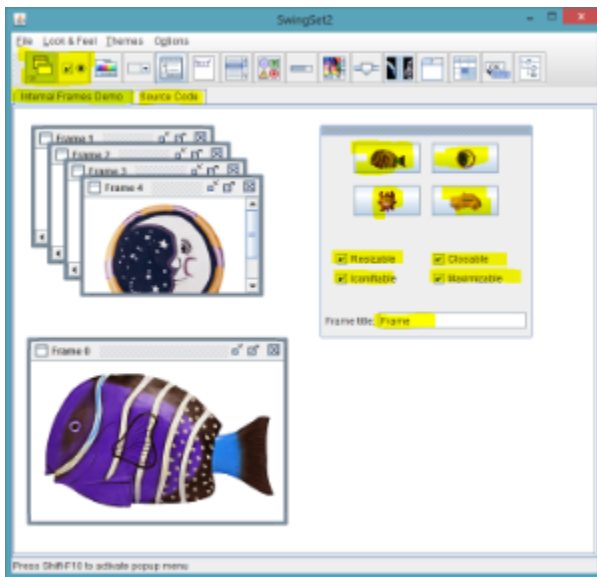 SwingSet2
File Look & Feel Themes Options
Internal Frames Demo Source Code
Frame 1
Frame 2
Frame 3
Frame 4
Resizable Closable
Iconifiable Maximizable
Frame title: Frame
Frame 0
Press Shift-F10 to activate popup menu